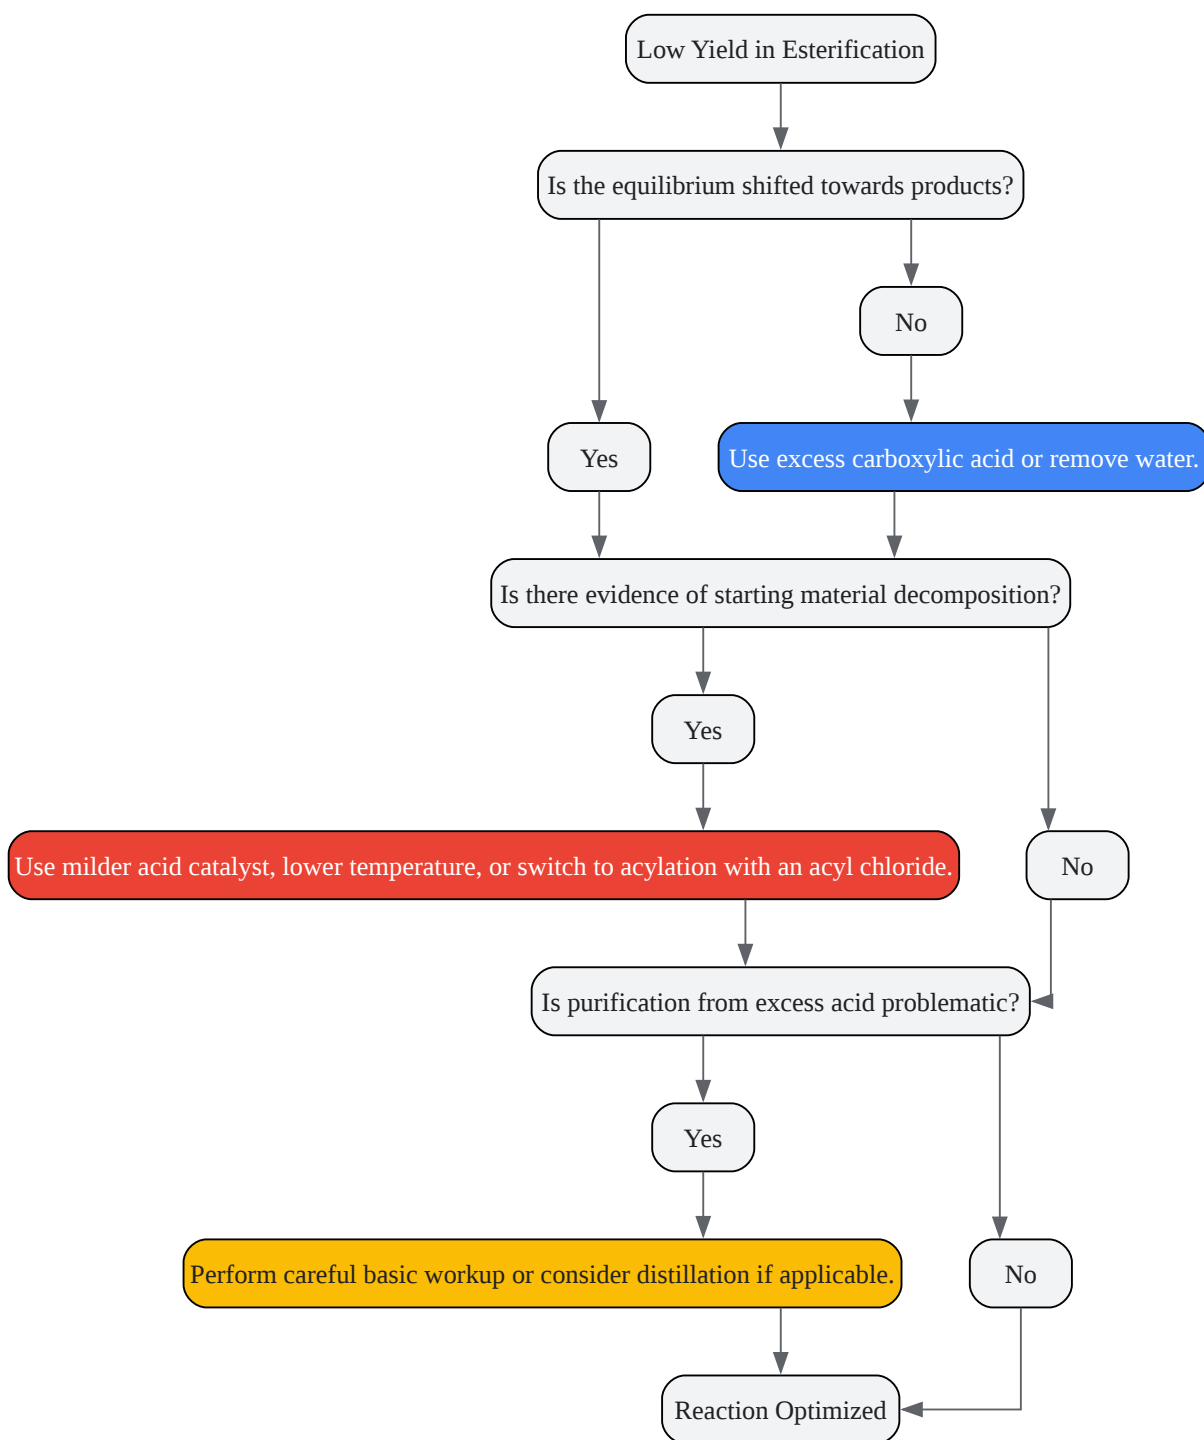 Low Yield in Esterification
Is the equilibrium shifted towards products?
No
Yes
Use excess carboxylic acid or remove water.
Is there evidence of starting material decomposition?
Yes
Use milder acid catalyst, lower temperature, or switch to acylation with an acyl chloride.
No
Is purification from excess acid problematic?
Yes
Perform careful basic workup or consider distillation if applicable.
No
Reaction Optimized